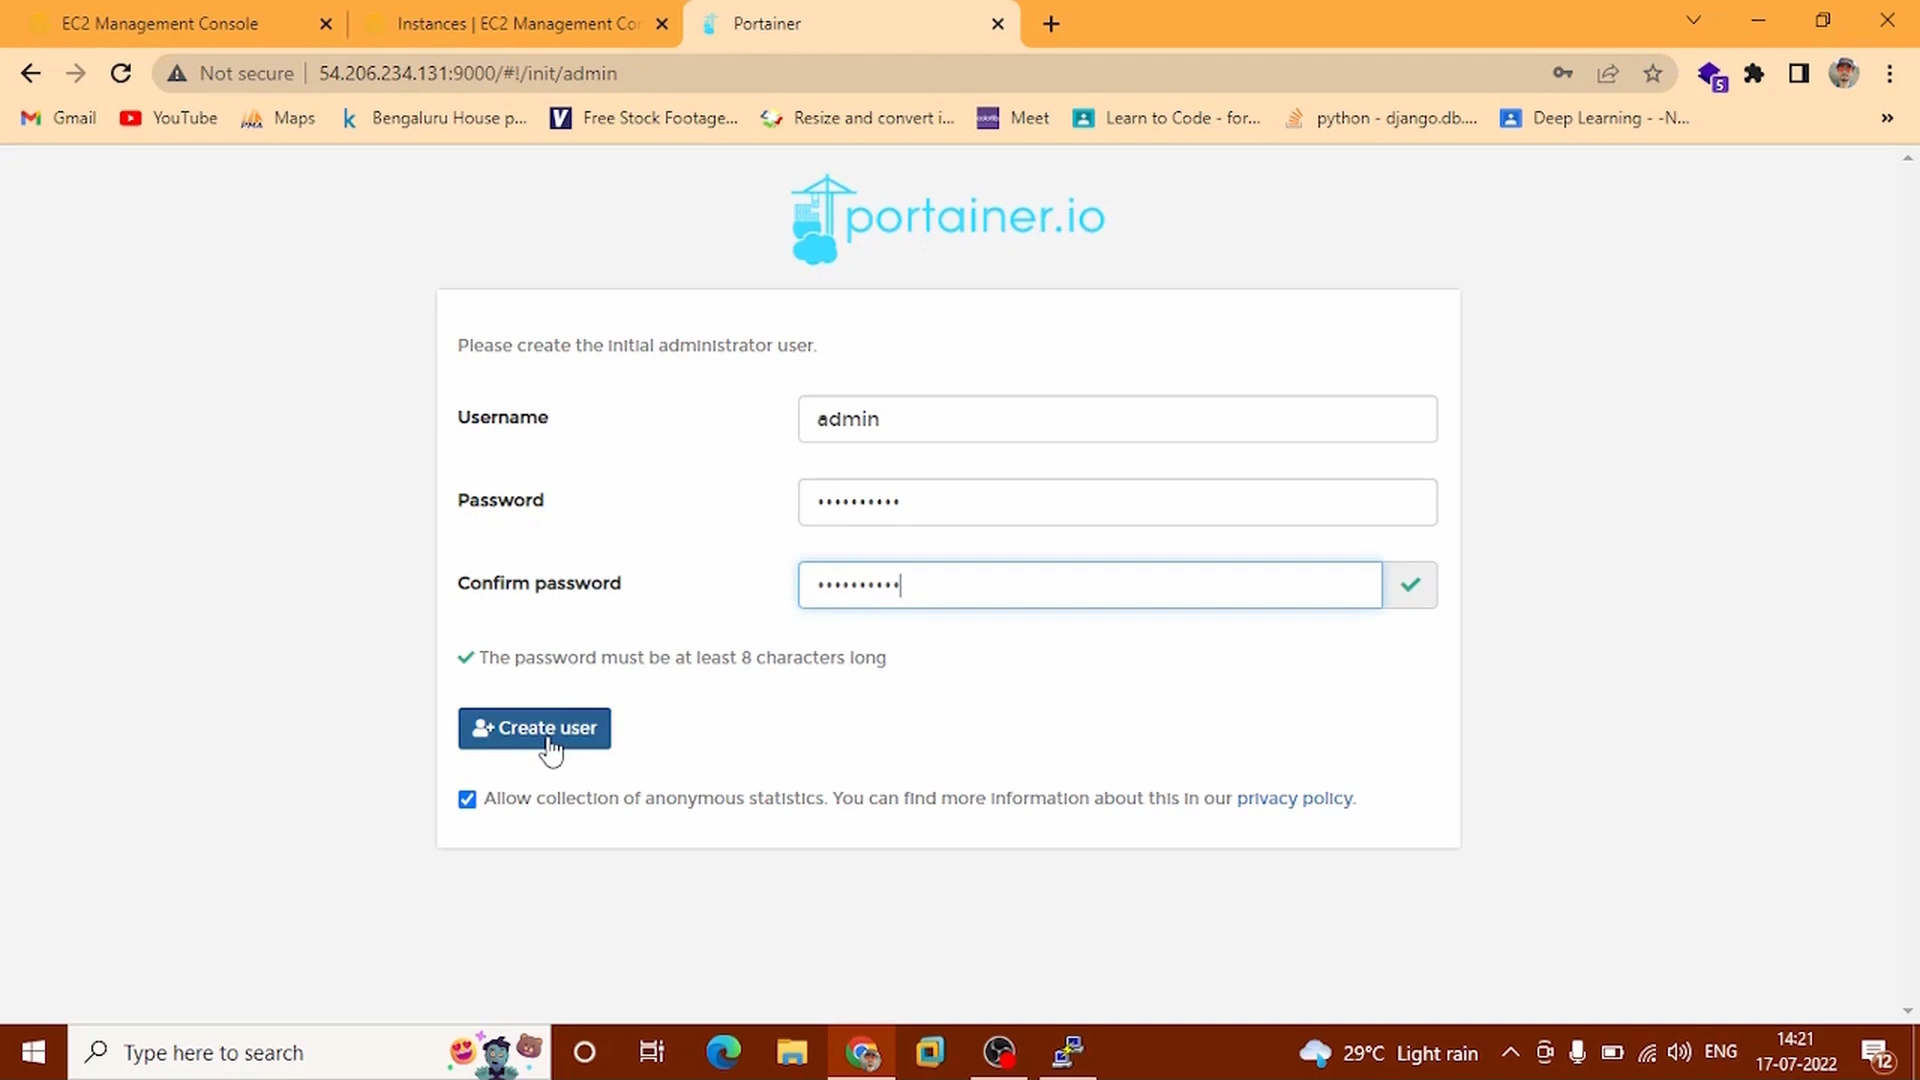 EC2 Management Console
Instances | EC2 Management Con
Portainer
Not secure
54.206.234.131:9000/#!/init/admin
5
Gmail
YouTube
Maps
Bengaluru House p...
Free Stock Footage...
Resize and convert i...
Meet
Learn to Code - for...
python - django.db....
Deep Learning - -N...
»
portainer.io
Please create the initial administrator user.
Username
admin
Password
••••••••••
Confirm password
••••••••••
The password must be at least 8 characters long
Create user
Allow collection of anonymous statistics. You can find more information about this in our privacy policy.
Type here to search
29°C Light rain
ENG
14:21
17-07-2022
12